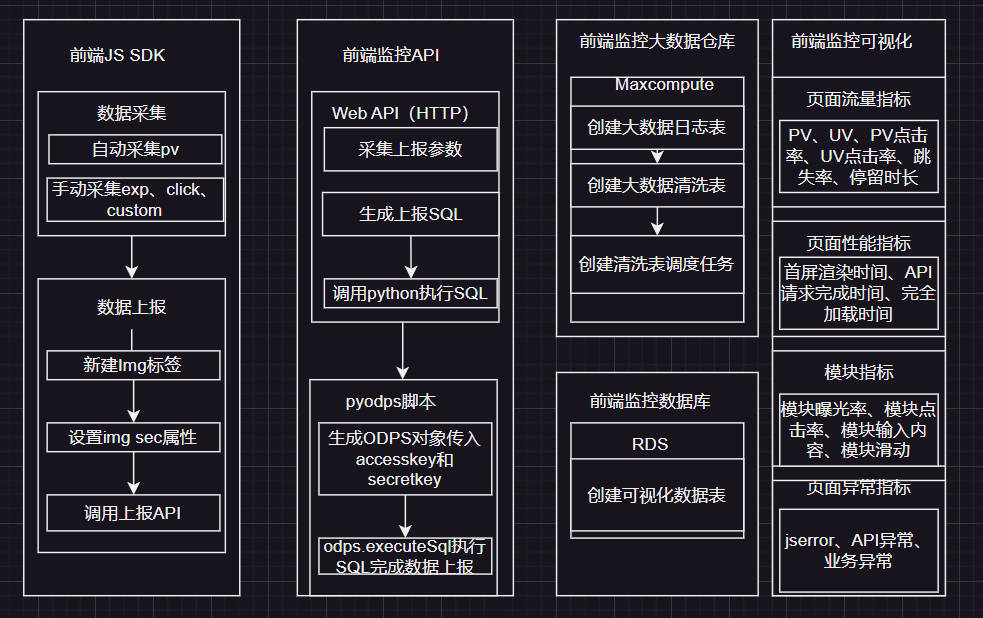 前端JS SDK
数据采集
自动采集pv
手动采集exp、click、
custom
数据上报
新建Img标签
设置img sec属性
调用上报API
前端监控API
Web API（HTTP）
采集上报参数
生成上报SQL
调用python执行SQL
pyodps脚本
生成ODPS对象传入
accesskey和
secretkey
odps.executeSql执行
SQL完成数据上报
前端监控大数据仓库
Maxcompute
创建大数据日志表
创建大数据清洗表
创建清洗表调度任务
前端监控数据库
RDS
创建可视化数据表
前端监控可视化
页面流量指标
PV、UV、PV点击
率、UV点击率、跳
失率、停留时长
页面性能指标
首屏渲染时间、API
请求完成时间、完全
加载时间
模块指标
模块曝光率、模块点
击率、模块输入内
容、模块滑动
页面异常指标
jserror、API异常、
业务异常